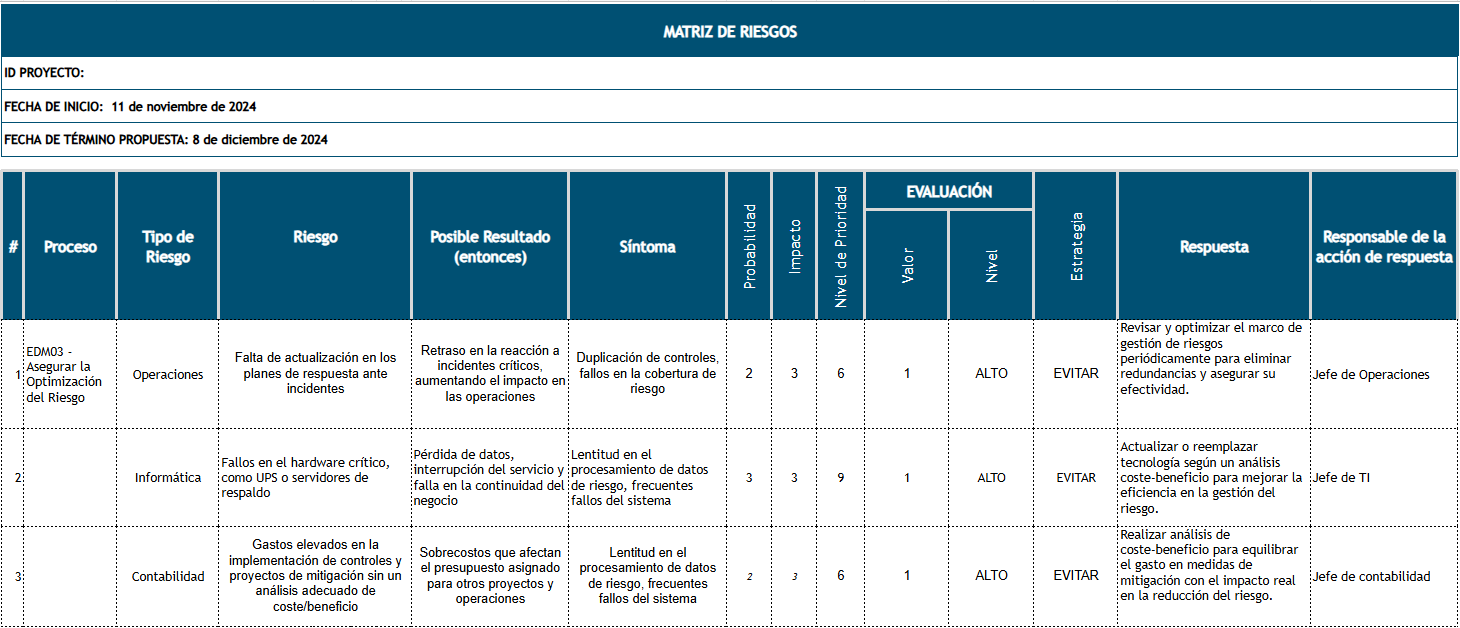 MATRIZ DE RIESGOS
ID PROYECTO:
FECHA DE INICIO: 11 de noviembre de 2024
FECHA DE TÉRMINO PROPUESTA: 8 de diciembre de 2024
#
Proceso
Tipo de
Riesgo
Riesgo
Posible Resultado
(entonces)
Síntoma
Probabilidad
Impacto
Nivel de Prioridad
EVALUACIÓN
Valor
Nivel
Estrategia
Respuesta
Responsable de la
acción de respuesta
1
EDM03 -
Asegurar la
Optimización
del Riesgo
Operaciones
Falta de actualización en los
planes de respuesta ante
incidentes
Retraso en la reacción a
incidentes críticos,
aumentando el impacto en
las operaciones
Duplicación de controles,
fallos en la cobertura de
riesgo
2
3
6
1
ALTO
EVITAR
Revisar y optimizar el marco de
gestión de riesgos
periódicamente para eliminar
redundancias y asegurar su
efectividad.
Jefe de Operaciones
2
Informática
Fallos en el hardware crítico,
como UPS o servidores de
respaldo
Pérdida de datos,
interrupción del servicio y
falla en la continuidad del
negocio
Lentitud en el
procesamiento de datos
de riesgo, frecuentes
fallos del sistema
3
3
9
1
ALTO
EVITAR
Actualizar o reemplazar
tecnología según un análisis
coste-beneficio para mejorar la
eficiencia en la gestión del
riesgo.
Jefe de TI
3
Contabilidad
Gastos elevados en la
implementación de controles y
proyectos de mitigación sin un
análisis adecuado de
coste/beneficio
Sobrecostos que afectan
el presupuesto asignado
para otros proyectos y
operaciones
Lentitud en el
procesamiento de datos
de riesgo, frecuentes
fallos del sistema
2
3
6
1
ALTO
EVITAR
Realizar análisis de
coste-beneficio para equilibrar
el gasto en medidas de
mitigación con el impacto real
en la reducción del riesgo.
Jefe de contabilidad